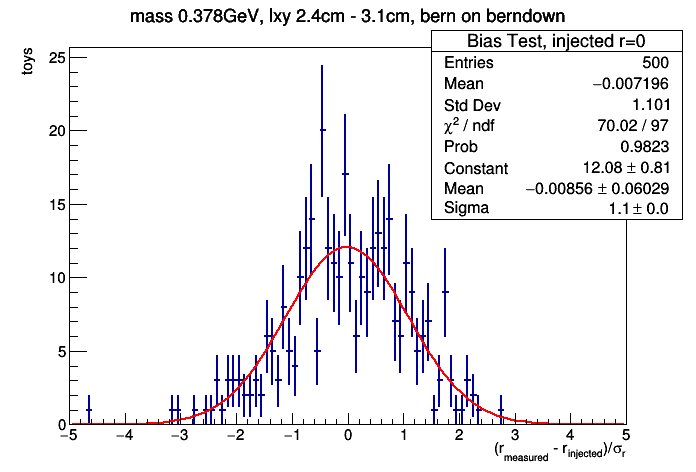 mass 0.378GeV, lxy 2.4cm - 3.1cm, bern on berndown
Bias Test, injected r=0
Entries 500
Mean −0.007196
Std Dev 1.101
χ² / ndf 70.02 / 97
Prob 0.9823
Constant 12.08 ± 0.81
Mean −0.00856 ± 0.06029
Sigma 1.1 ± 0.0
toys
25
20
15
10
5
0
−5 −4 −3 −2 −1 0 1 2 3 4 5
(r_measured - r_injected)/σ_r